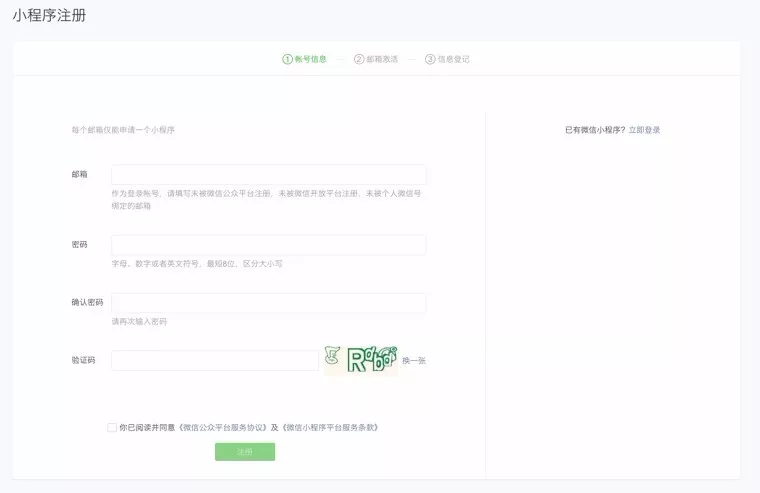 小程序注册
①帐号信息 ②邮箱激活 ③信息登记
每个邮箱仅能申请一个小程序
已有微信小程序？立即登录
邮箱
作为登录帐号，请填写未被微信公众平台注册，未被微信开放平台注册，未被个人微信号
绑定的邮箱
密码
字母、数字或者英文符号，最短8位，区分大小写
确认密码
请再次输入密码
验证码
换一张
你已阅读并同意《微信公众平台服务协议》及《微信小程序平台服务条款》
注册